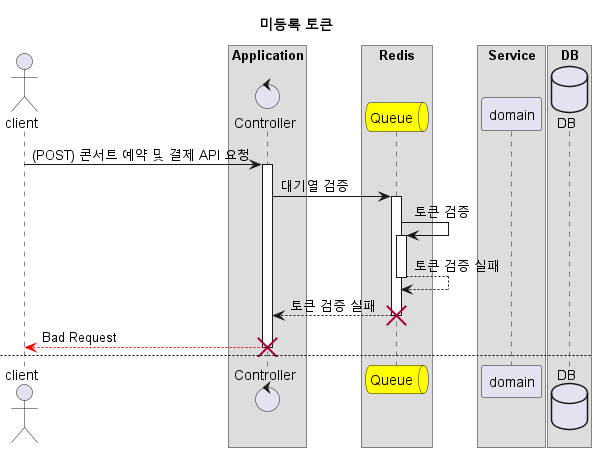 미등록 토큰
Application
Redis
Service
DB
client
Controller
Queue
domain
DB
(POST) 콘서트 예약 및 결제 API 요청
대기열 검증
토큰 검증
토큰 검증 실패
토큰 검증 실패
Bad Request
client
Controller
Queue
domain
DB